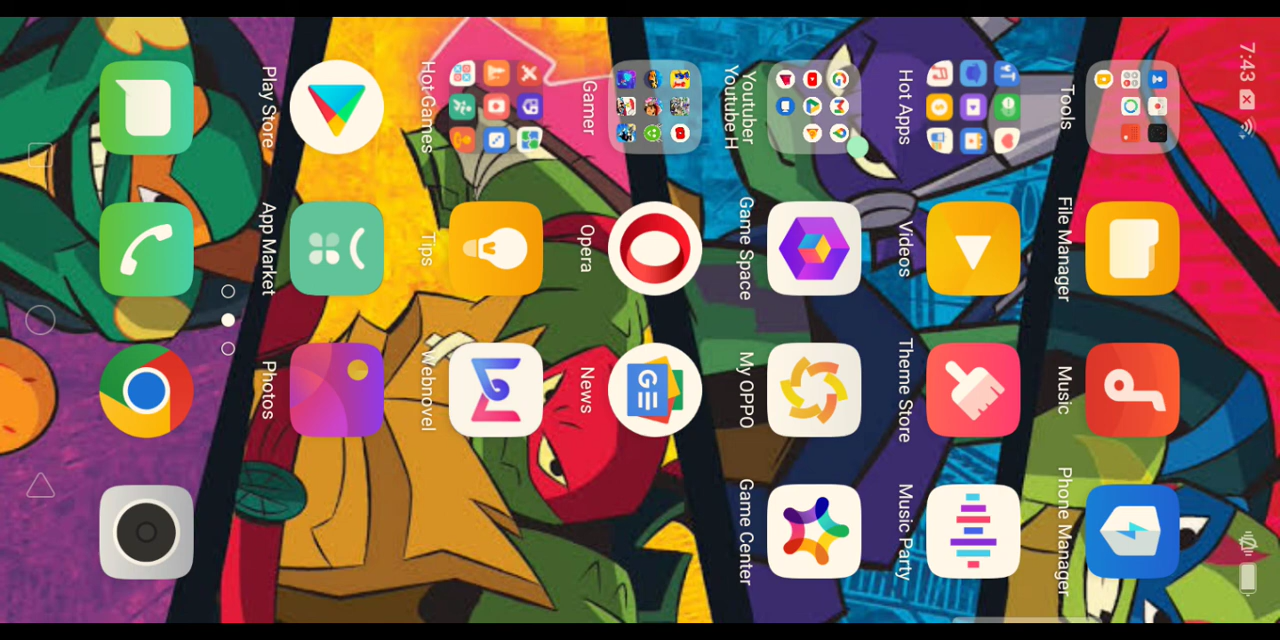 7:43
Tools
File Manager
Music
Phone Manager
Hot Apps
Videos
Theme Store
Music Party
Youtuber
Youtube H
Game Space
My OPPO
Game Center
Gamer
Opera
News
GE
Hot Games
Tips
Webnovel
Play Store
App Market
Photos